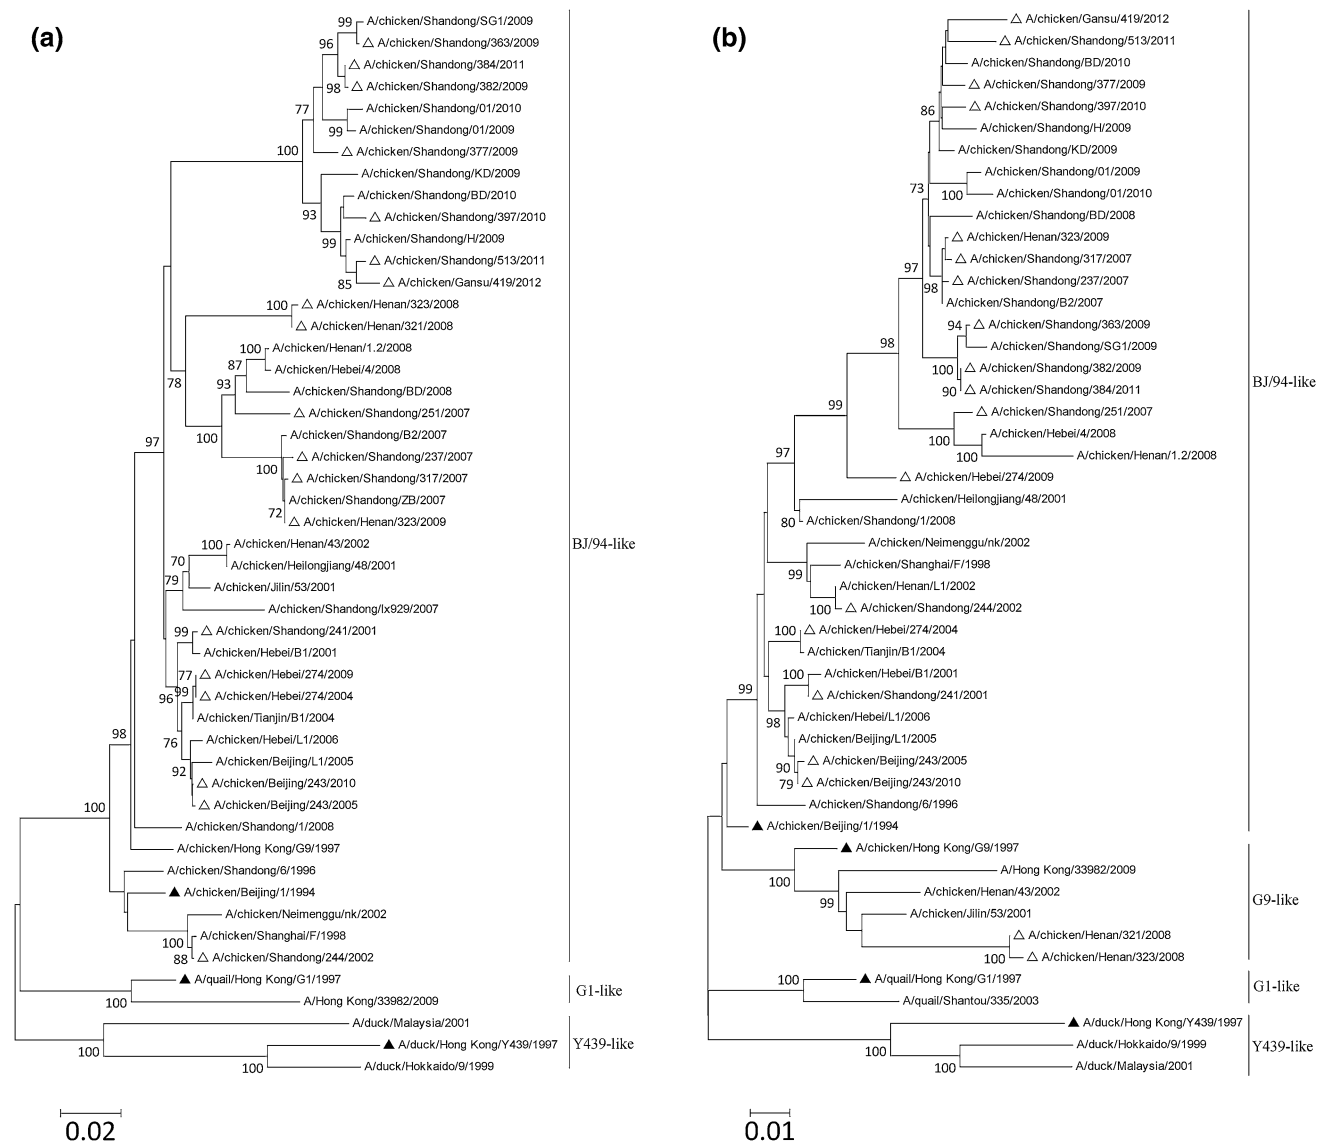 (a)
99
A/chicken/Shandong/SG1/2009
A/chicken/Shandong/363/2009
96
A/chicken/Shandong/384/2011
98
A/chicken/Shandong/382/2009
77
A/chicken/Shandong/01/2010
99
A/chicken/Shandong/01/2009
100
A/chicken/Shandong/377/2009
A/chicken/Shandong/KD/2009
93
A/chicken/Shandong/BD/2010
A/chicken/Shandong/397/2010
99
A/chicken/Shandong/H/2009
A/chicken/Shandong/513/2011
85
A/chicken/Gansu/419/2012
100
A/chicken/Henan/323/2008
A/chicken/Henan/321/2008
100
A/chicken/Henan/1.2/2008
87
A/chicken/Hebei/4/2008
78
93
A/chicken/Shandong/BD/2008
A/chicken/Shandong/251/2007
100
A/chicken/Shandong/B2/2007
97
A/chicken/Shandong/237/2007
100
A/chicken/Shandong/317/2007
A/chicken/Shandong/ZB/2007
72
A/chicken/Henan/323/2009
100
A/chicken/Henan/43/2002
70
A/chicken/Heilongjiang/48/2001
79
A/chicken/Jilin/53/2001
A/chicken/Shandong/lx929/2007
99
A/chicken/Shandong/241/2001
A/chicken/Hebei/B1/2001
77
A/chicken/Hebei/274/2009
96
99
A/chicken/Hebei/274/2004
A/chicken/Tianjin/B1/2004
98
76
A/chicken/Hebei/L1/2006
92
A/chicken/Beijing/L1/2005
A/chicken/Beijing/243/2010
100
A/chicken/Beijing/243/2005
A/chicken/Shandong/1/2008
A/chicken/Hong Kong/G9/1997
A/chicken/Shandong/6/1996
A/chicken/Beijing/1/1994
A/chicken/Neimenggu/nk/2002
100
A/chicken/Shanghai/F/1998
88
A/chicken/Shandong/244/2002
BJ/94-like
A/quail/Hong Kong/G1/1997
100
A/Hong Kong/33982/2009
G1-like
A/duck/Malaysia/2001
100
A/duck/Hong Kong/Y439/1997
100
A/duck/Hokkaido/9/1999
Y439-like
0.02
(b)
A/chicken/Gansu/419/2012
A/chicken/Shandong/513/2011
A/chicken/Shandong/BD/2010
A/chicken/Shandong/377/2009
86
A/chicken/Shandong/397/2010
A/chicken/Shandong/H/2009
A/chicken/Shandong/KD/2009
73
A/chicken/Shandong/01/2009
100
A/chicken/Shandong/01/2010
A/chicken/Shandong/BD/2008
A/chicken/Henan/323/2009
97
A/chicken/Shandong/317/2007
98
A/chicken/Shandong/237/2007
A/chicken/Shandong/B2/2007
94
A/chicken/Shandong/363/2009
98
A/chicken/Shandong/SG1/2009
100
A/chicken/Shandong/382/2009
90
A/chicken/Shandong/384/2011
99
A/chicken/Shandong/251/2007
100
A/chicken/Hebei/4/2008
100
A/chicken/Henan/1.2/2008
97
A/chicken/Hebei/274/2009
A/chicken/Heilongjiang/48/2001
80
A/chicken/Shandong/1/2008
A/chicken/Neimenggu/nk/2002
99
A/chicken/Shanghai/F/1998
A/chicken/Henan/L1/2002
100
A/chicken/Shandong/244/2002
100
A/chicken/Hebei/274/2004
A/chicken/Tianjin/B1/2004
100
A/chicken/Hebei/B1/2001
99
A/chicken/Shandong/241/2001
98
A/chicken/Hebei/L1/2006
A/chicken/Beijing/L1/2005
90
A/chicken/Beijing/243/2005
79
A/chicken/Beijing/243/2010
A/chicken/Shandong/6/1996
A/chicken/Beijing/1/1994
BJ/94-like
A/chicken/Hong Kong/G9/1997
100
A/Hong Kong/33982/2009
99
A/chicken/Henan/43/2002
A/chicken/Jilin/53/2001
A/chicken/Henan/321/2008
100
A/chicken/Henan/323/2008
G9-like
100
A/quail/Hong Kong/G1/1997
A/quail/Shantou/335/2003
G1-like
A/duck/Hong Kong/Y439/1997
100
A/duck/Hokkaido/9/1999
100
A/duck/Malaysia/2001
Y439-like
0.01